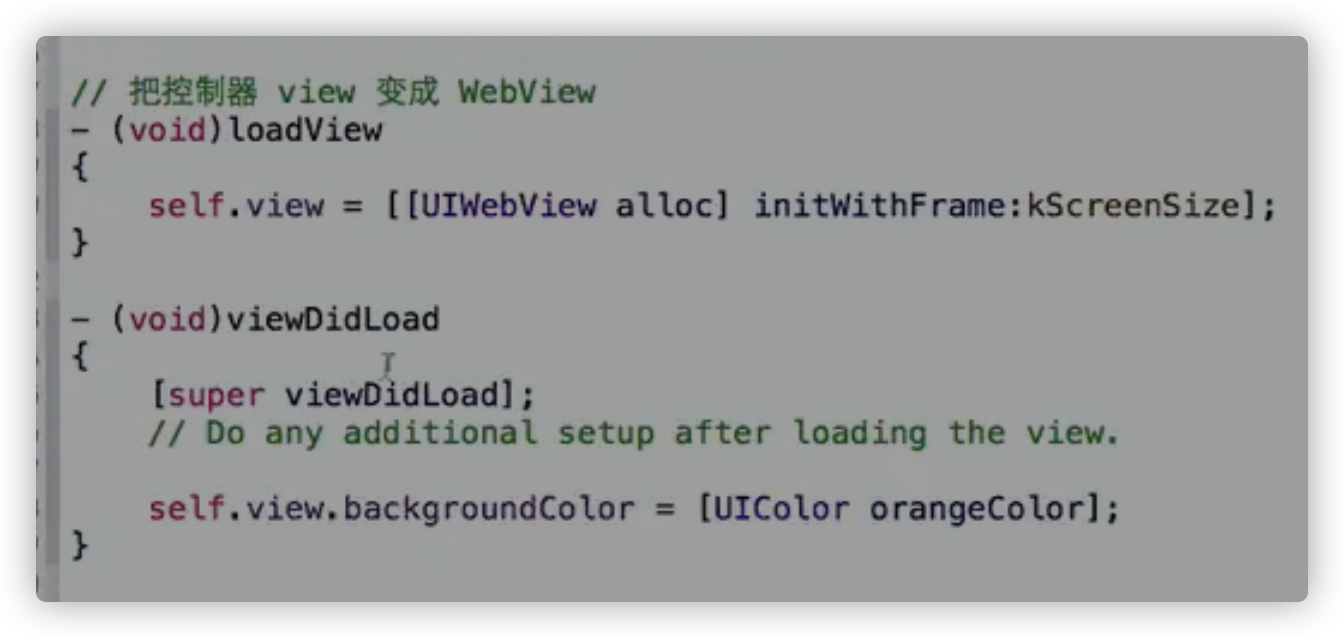 // 把控制器 view 变成 WebView
- (void)loadView
{
self.view = [[UIWebView alloc] initWithFrame:kScreenSize];
}
- (void)viewDidLoad
{
[super viewDidLoad];
// Do any additional setup after loading the view.
self.view.backgroundColor = [UIColor orangeColor];
}